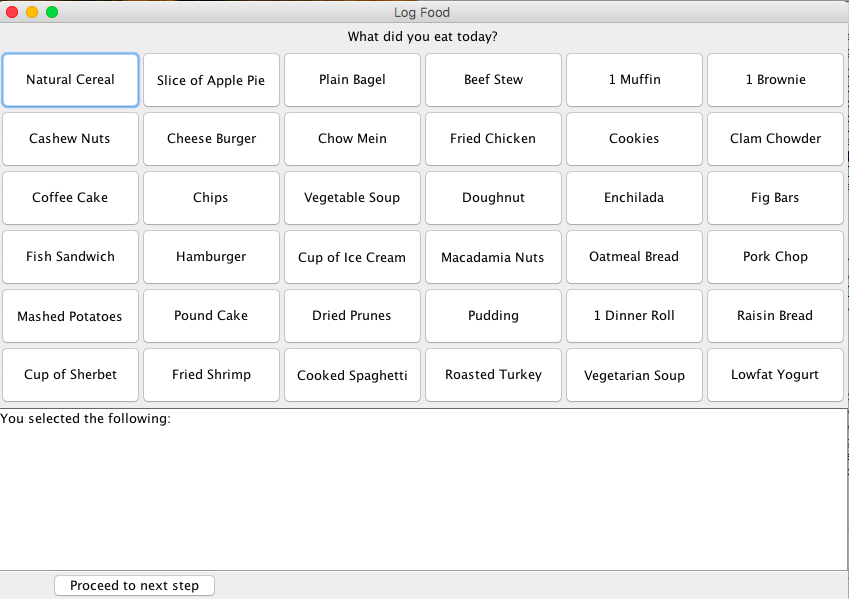 Log Food
What did you eat today?
Natural Cereal
Slice of Apple Pie
Plain Bagel
Beef Stew
1 Muffin
1 Brownie
Cashew Nuts
Cheese Burger
Chow Mein
Fried Chicken
Cookies
Clam Chowder
Coffee Cake
Chips
Vegetable Soup
Doughnut
Enchilada
Fig Bars
Fish Sandwich
Hamburger
Cup of Ice Cream
Macadamia Nuts
Oatmeal Bread
Pork Chop
Mashed Potatoes
Pound Cake
Dried Prunes
Pudding
1 Dinner Roll
Raisin Bread
Cup of Sherbet
Fried Shrimp
Cooked Spaghetti
Roasted Turkey
Vegetarian Soup
Lowfat Yogurt
You selected the following:
Proceed to next step